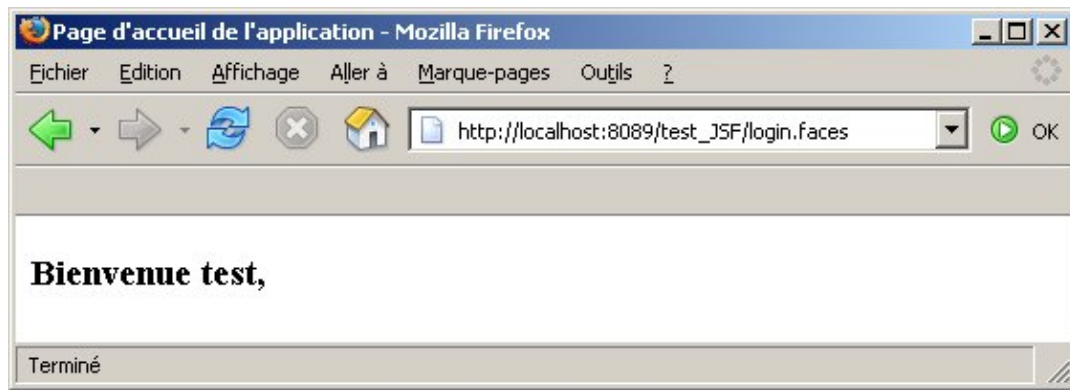 Page d'accueil de l'application - Mozilla Firefox
Fichier Edition Affichage Aller à Marque-pages Outils ?
http://localhost:8089/test_JSF/login.faces OK
Bienvenue test,
Terminé